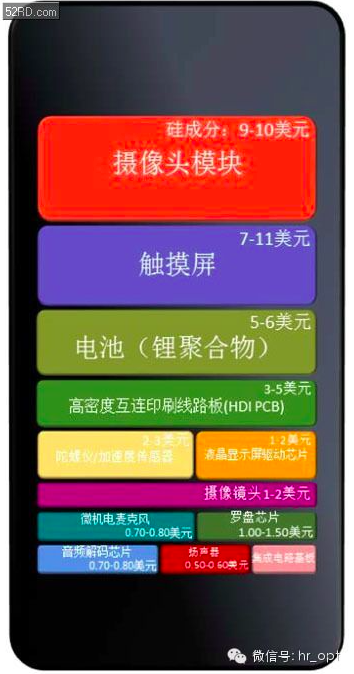 52RD.com
硅成分：9-10美元
摄像头模块
7-11美元
触摸屏
5-6美元
电池（锂聚合物）
3-5美元
高密度互连印刷线路板(HDI PCB)
2-3美元
陀螺仪/加速度传感器
1-2美元
液晶显示屏驱动芯片
摄像镜头1-2美元
微机电麦克风
0.70-0.80美元
罗盘芯片
1.00-1.50美元
音频解码芯片
0.70-0.80美元
扬声器
0.50-0.60美元
集成电路基板
微信号: hr_opt